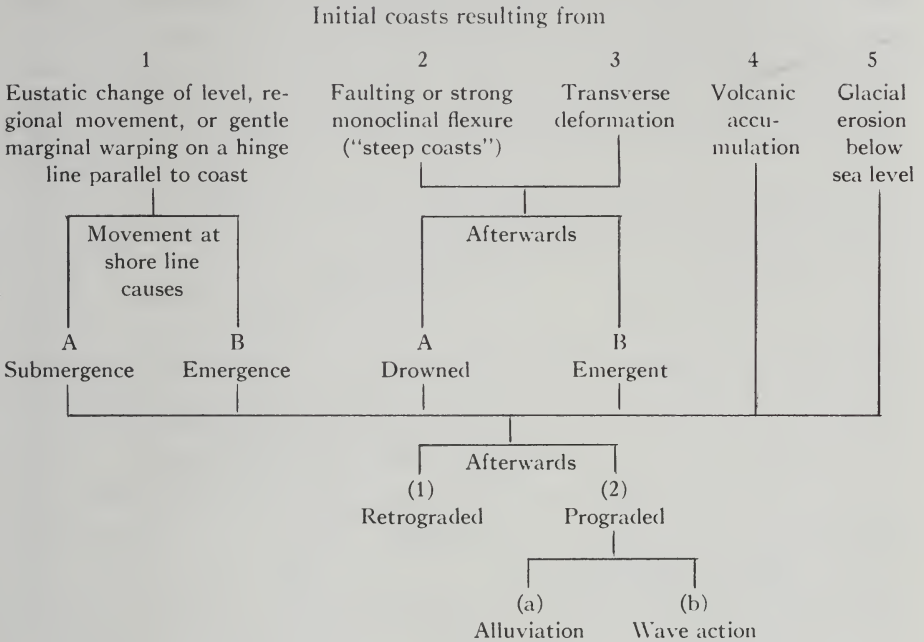 Initial coasts resulting from
1 2 3 4 5
Eustatic change of level, re-
gional movement, or gentle
marginal warping on a hinge
line parallel to coast
Faulting or strong
monoclinal flexure
("steep coasts")
Transverse
deformation
Volcanic
accu-
mulation
Glacial
erosion
below
sea level
Movement at
shore line
causes
Afterwards
A
Submergence
B
Emergence
A
Drowned
B
Emergent
Afterwards
(1)
Retrograded
(2)
Prograded
(a)
Alluviation
(b)
Wave action